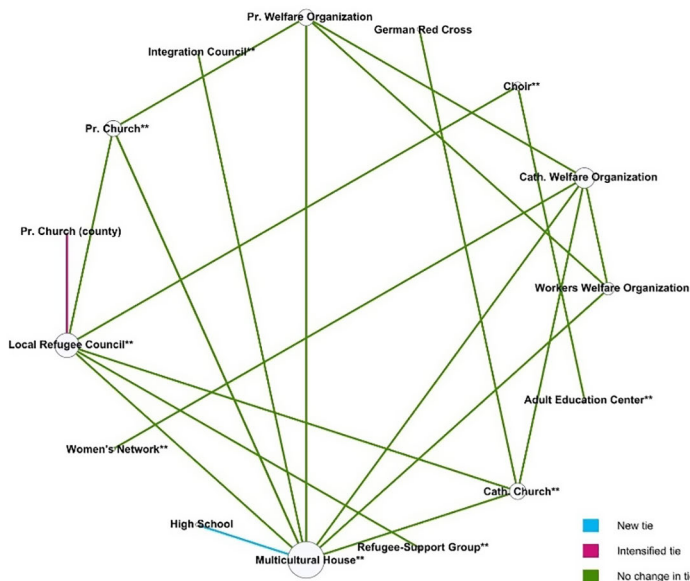 Pr. Welfare Organization
German Red Cross
Integration Council**
Choir**
Pr. Church**
Cath. Welfare Organization
Pr. Church (county)
Workers Welfare Organization
Local Refugee Council**
Adult Education Center**
Women's Network**
Cath. Church**
High School
New tie
Refugee-Support Group**
Intensified tie
Multicultural House**
No change in ti